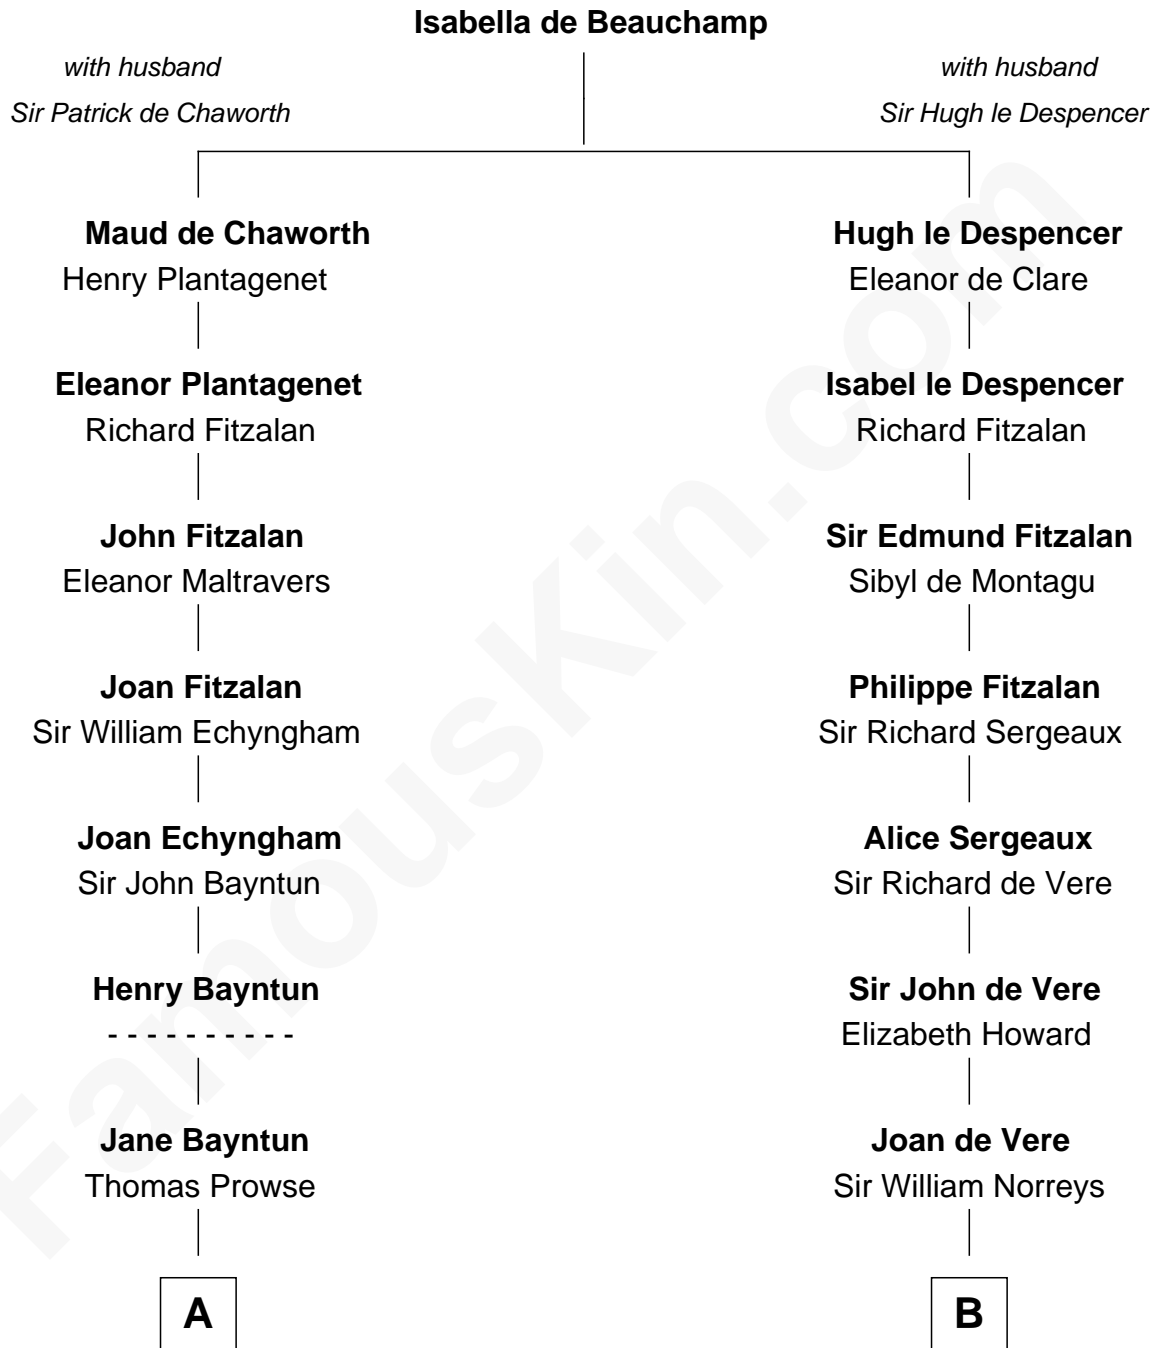 Isabella de Beauchamp
with husband
Sir Patrick de Chaworth
with husband
Sir Hugh le Despencer
Maud de Chaworth
Henry Plantagenet
Hugh le Despencer
Eleanor de Clare
Eleanor Plantagenet
Richard Fitzalan
Isabel le Despencer
Richard Fitzalan
John Fitzalan
Eleanor Maltravers
Sir Edmund Fitzalan
Sibyl de Montagu
Joan Fitzalan
Sir William Echyngham
Philippe Fitzalan
Sir Richard Sergeaux
Joan Echyngham
Sir John Bayntun
Alice Sergeaux
Sir Richard de Vere
Henry Bayntun
- - - - - - - - - -
Sir John de Vere
Elizabeth Howard
Jane Bayntun
Thomas Prowse
Joan de Vere
Sir William Norreys
A
B
FamousKin.com